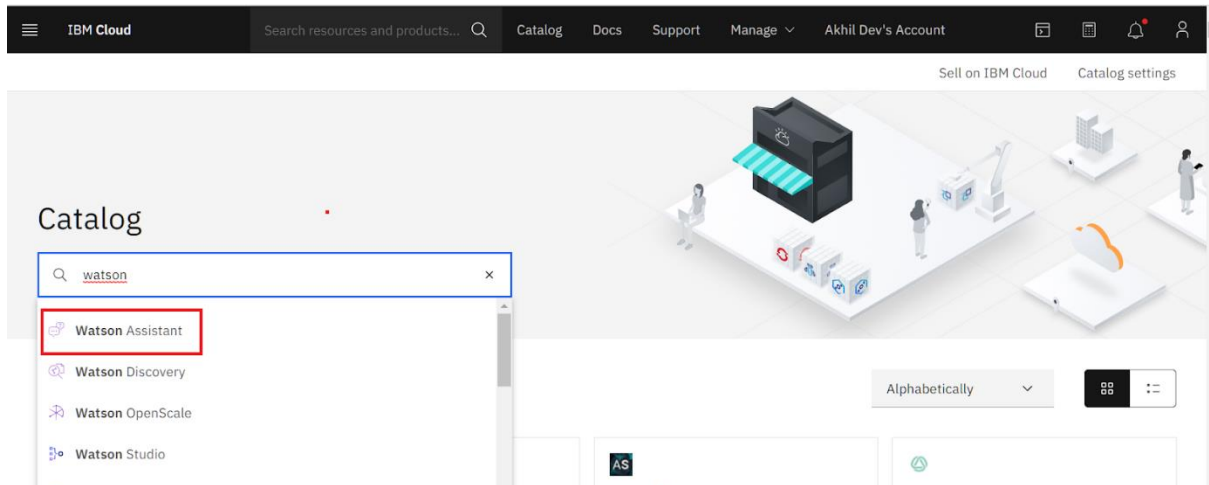 IBM Cloud
Search resources and products...
Catalog
Docs
Support
Manage
Akhil Dev's Account
Sell on IBM Cloud
Catalog settings
Catalog
watson
Watson Assistant
Watson Discovery
Watson OpenScale
Watson Studio
Alphabetically
AS